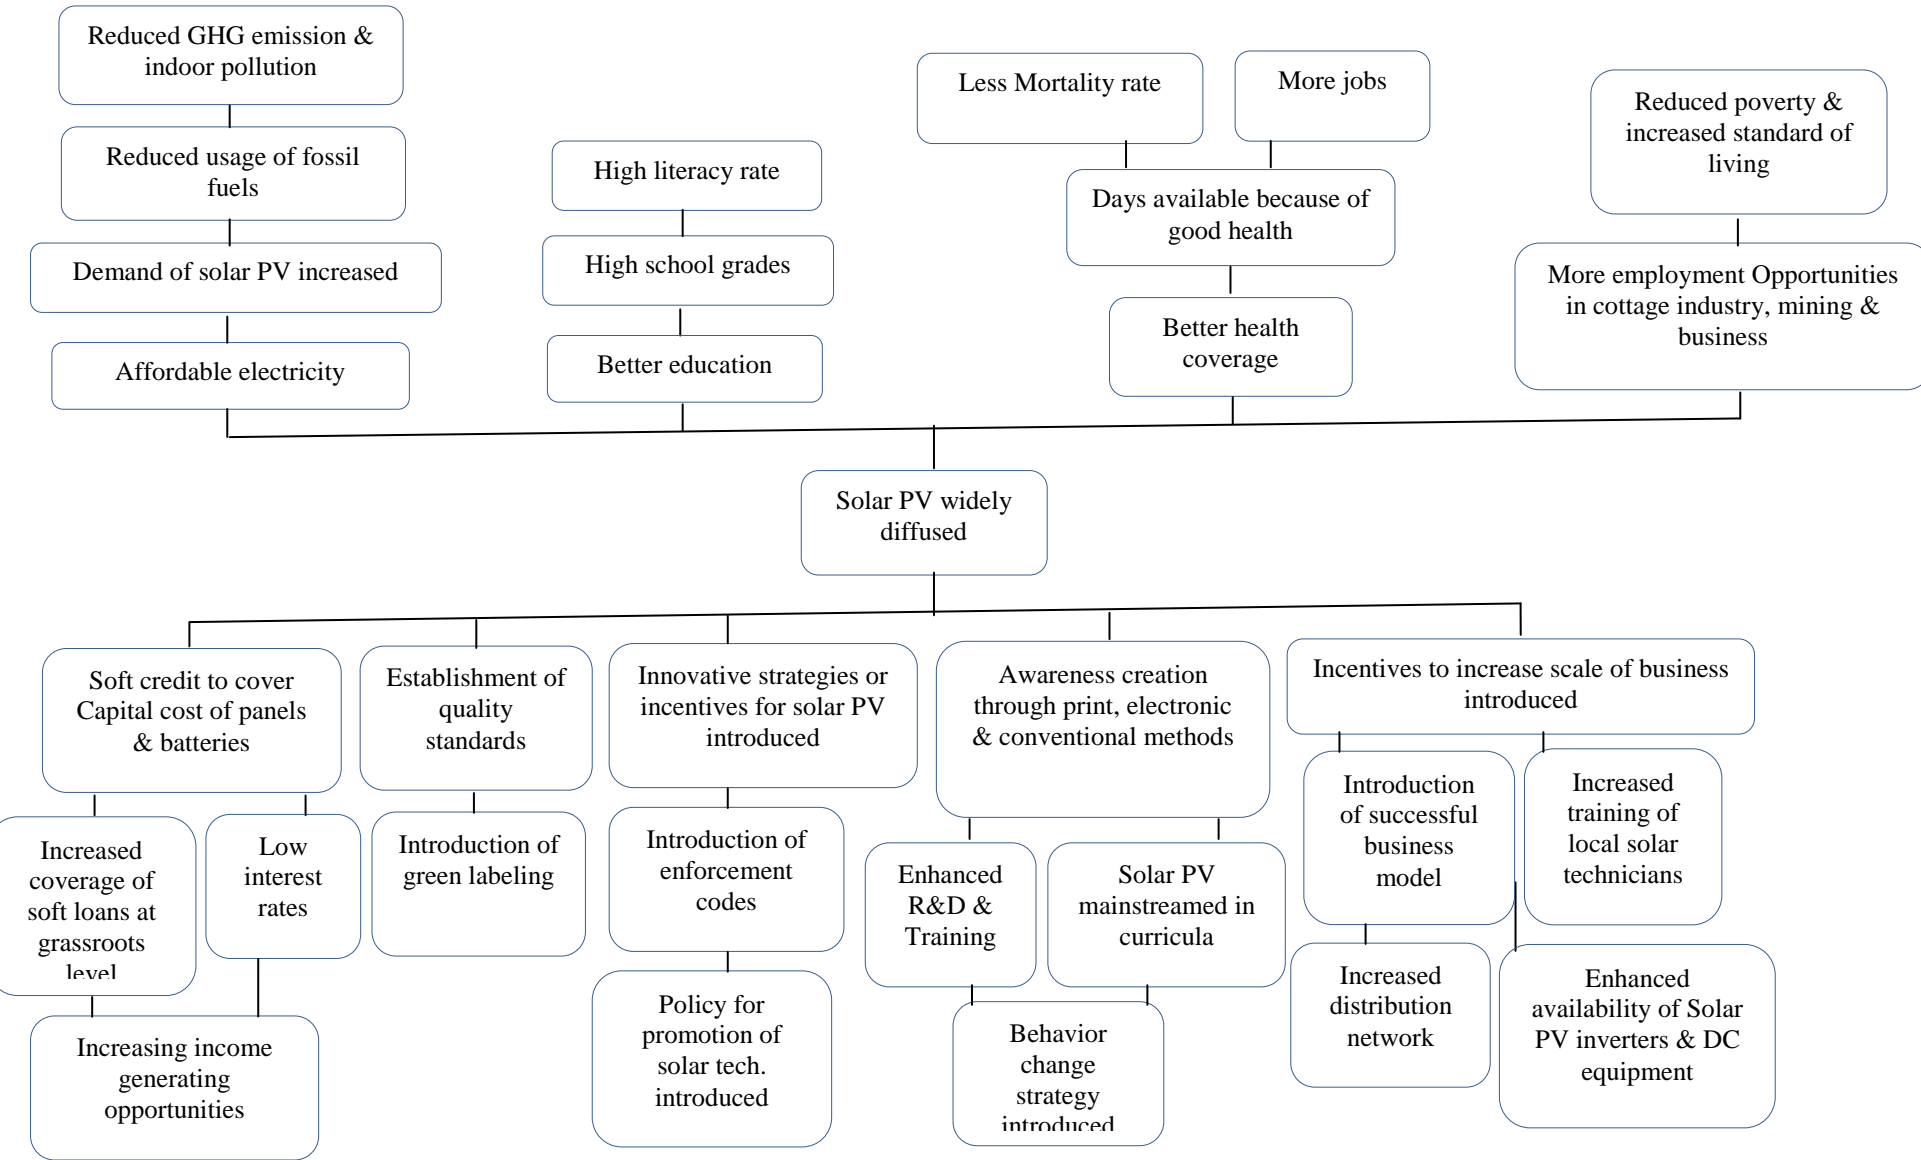 Reduced GHG emission &
indoor pollution
Less Mortality rate
More jobs
Reduced poverty &
increased standard of
living
Reduced usage of fossil
fuels
High literacy rate
Days available because of
good health
Demand of solar PV increased
High school grades
More employment Opportunities
in cottage industry, mining &
business
Affordable electricity
Better education
Better health
coverage
Solar PV widely
diffused
Soft credit to cover
Capital cost of panels
& batteries
Establishment of
quality
standards
Innovative strategies or
incentives for solar PV
introduced
Awareness creation
through print, electronic
& conventional methods
Incentives to increase scale of business
introduced
Increased
coverage of
soft loans at
grassroots
level
Low
interest
rates
Introduction of
green labeling
Introduction of
enforcement
codes
Enhanced
R&D &
Training
Solar PV
mainstreamed in
curricula
Introduction
of successful
business
model
Increased
training of
local solar
technicians
Increasing income
generating
opportunities
Policy for
promotion of
solar tech.
introduced
Behavior
change
strategy
introduced
Increased
distribution
network
Enhanced
availability of Solar
PV inverters & DC
equipment